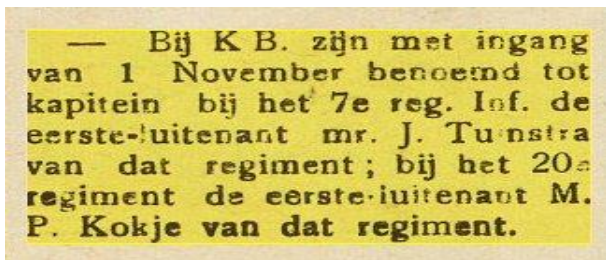 — Bij K B. zijn met ingang
van 1 November benoemd tot
kapitein bij het 7e reg. Inf. de
eerste-luitenant mr. J. Tuinstra
van dat regiment; bij het 20e
regiment de eerste-luitenant M.
P. Kokje van dat regiment.